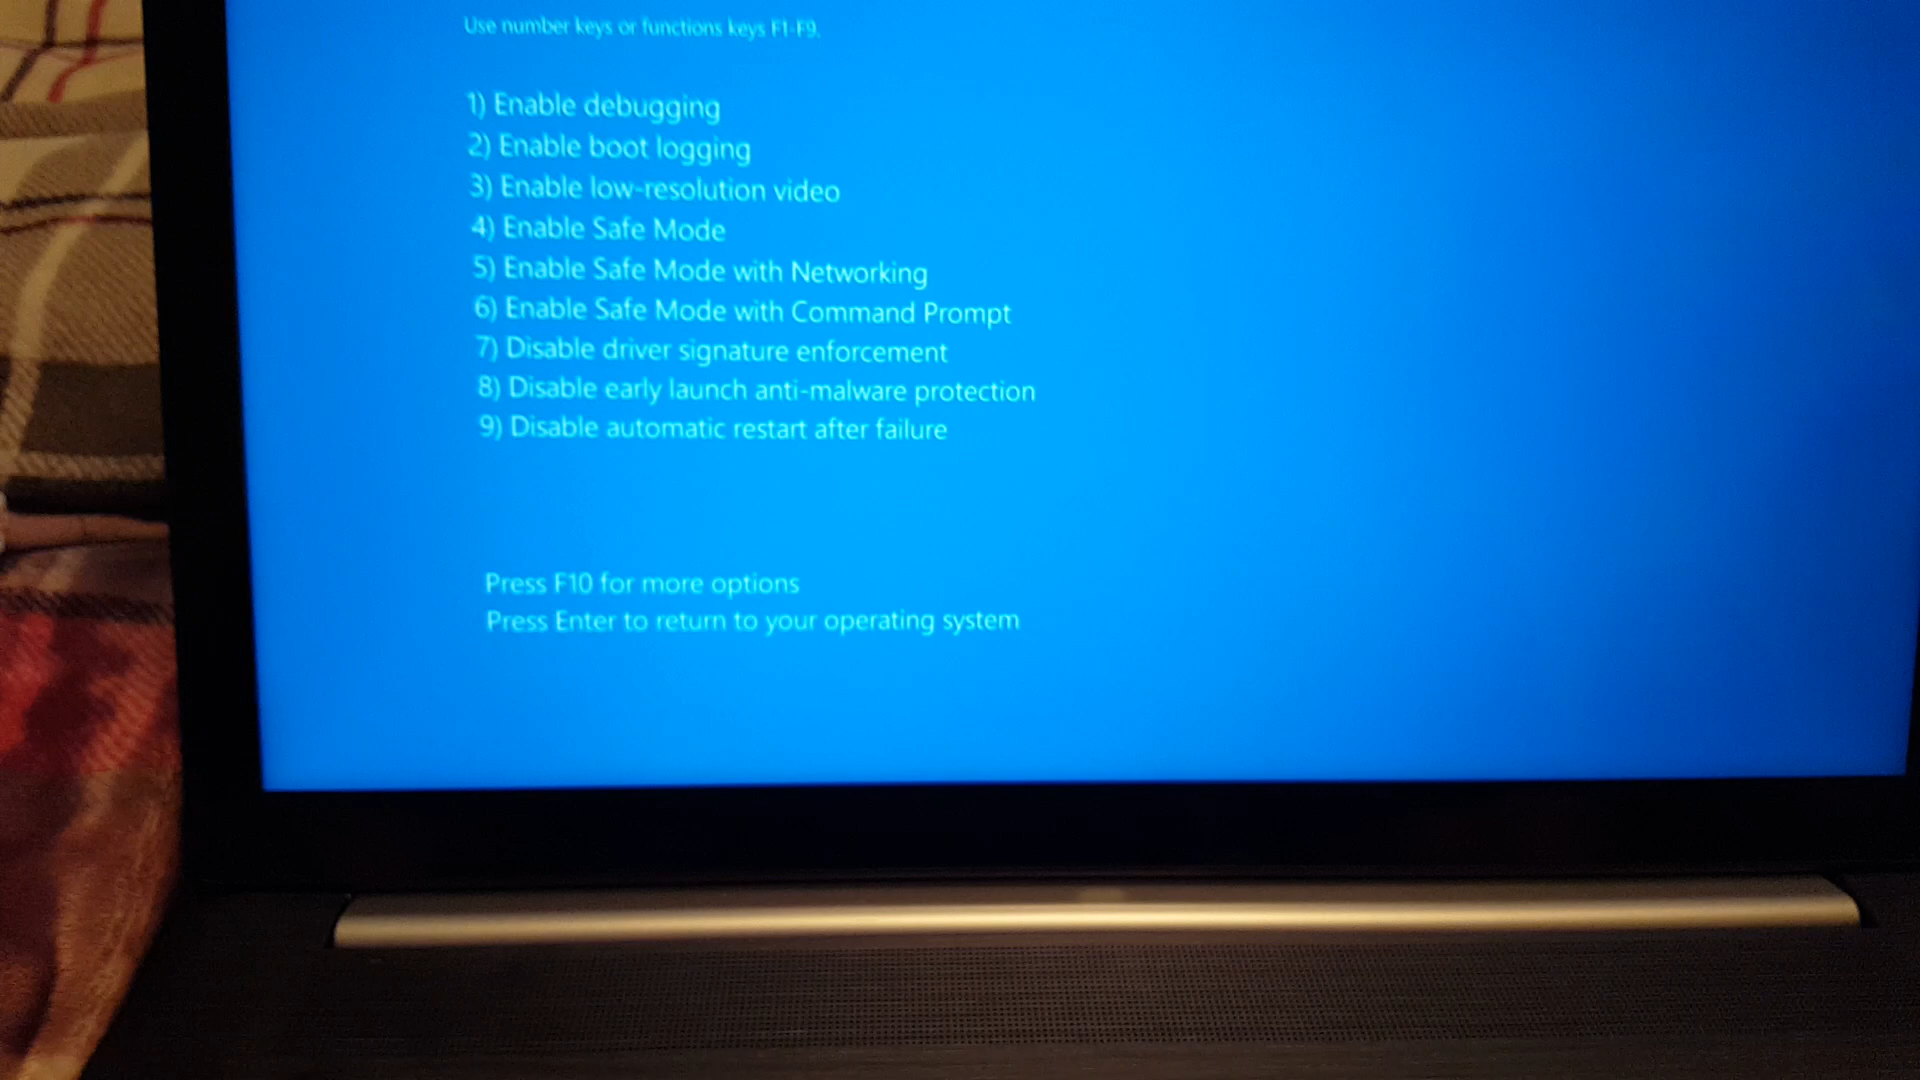 Use number keys or functions keys F1-F9.
1) Enable debugging
2) Enable boot logging
3) Enable low-resolution video
4) Enable Safe Mode
5) Enable Safe Mode with Networking
6) Enable Safe Mode with Command Prompt
7) Disable driver signature enforcement
8) Disable early launch anti-malware protection
9) Disable automatic restart after failure
Press F10 for more options
Press Enter to return to your operating system